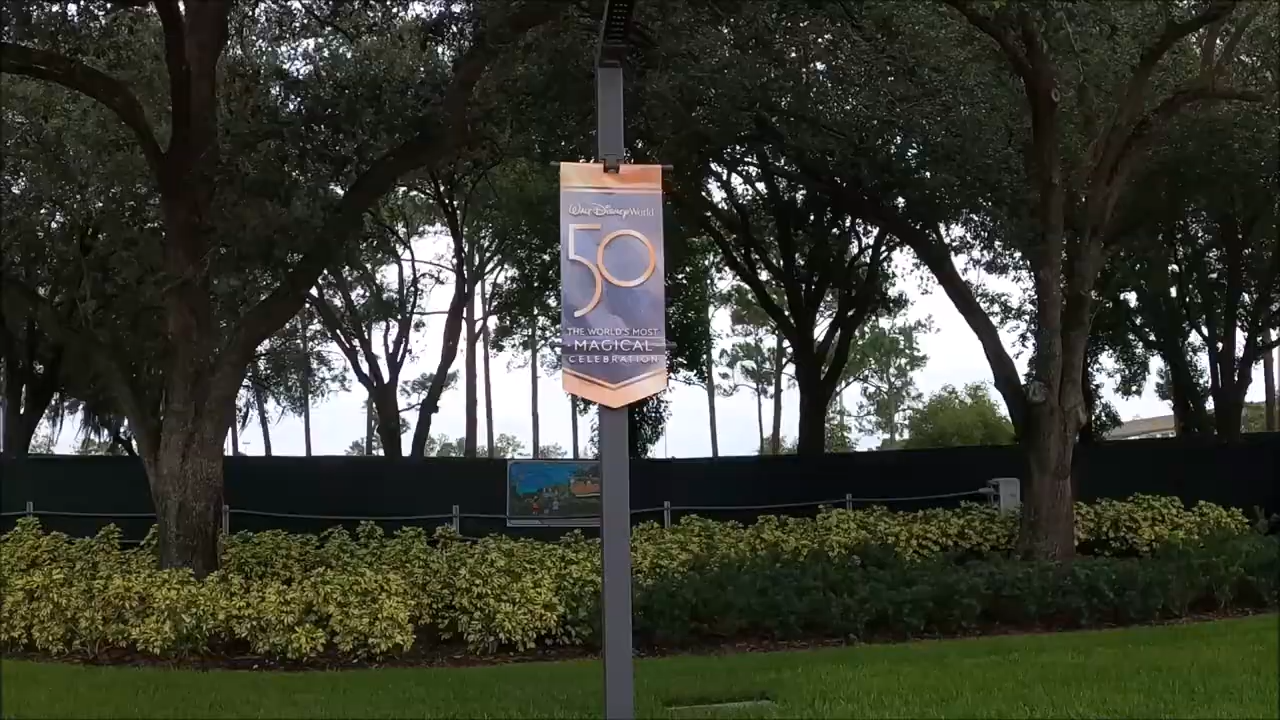 Walt Disney World
50
THE WORLD'S MOST
MAGICAL
CELEBRATION